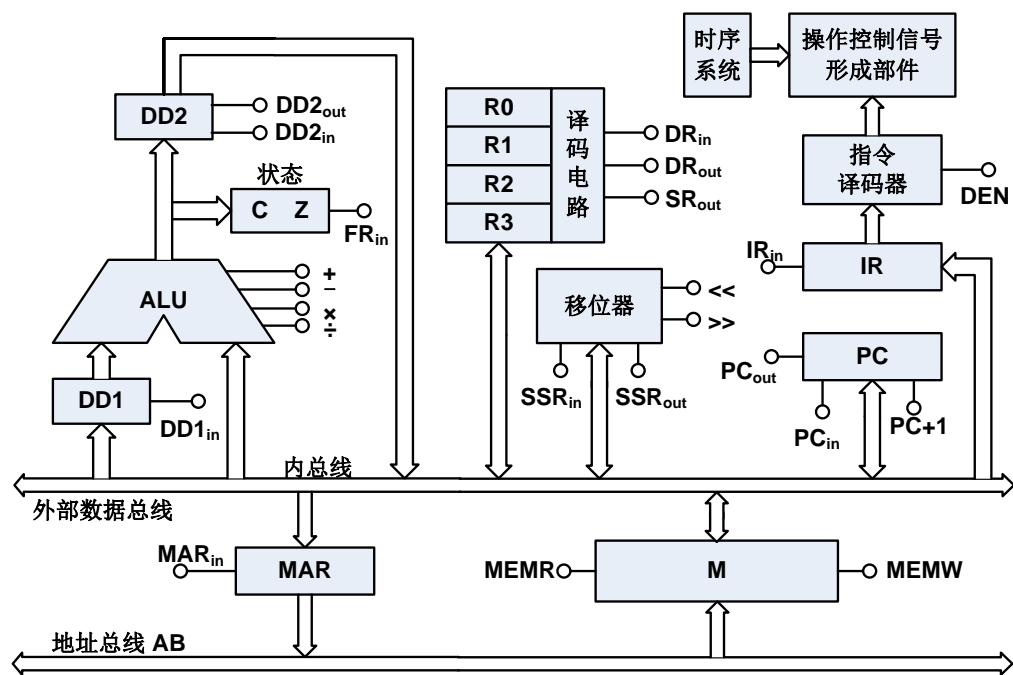 时序
系统
操作控制信号
形成部件
DD2
DD2out
DD2in
R0
R1
R2
R3
译
码
电
路
DRin
DRout
SRout
指令
译码器
DEN
状态
C Z
FRin
IRin
IR
ALU
+
−
×
÷
移位器
<<
>>
SSRin
SSRout
PC
PCout
PCin
PC+1
DD1
DD1in
内总线
外部数据总线
MARin
MAR
MEMR
M
MEMW
地址总线 AB